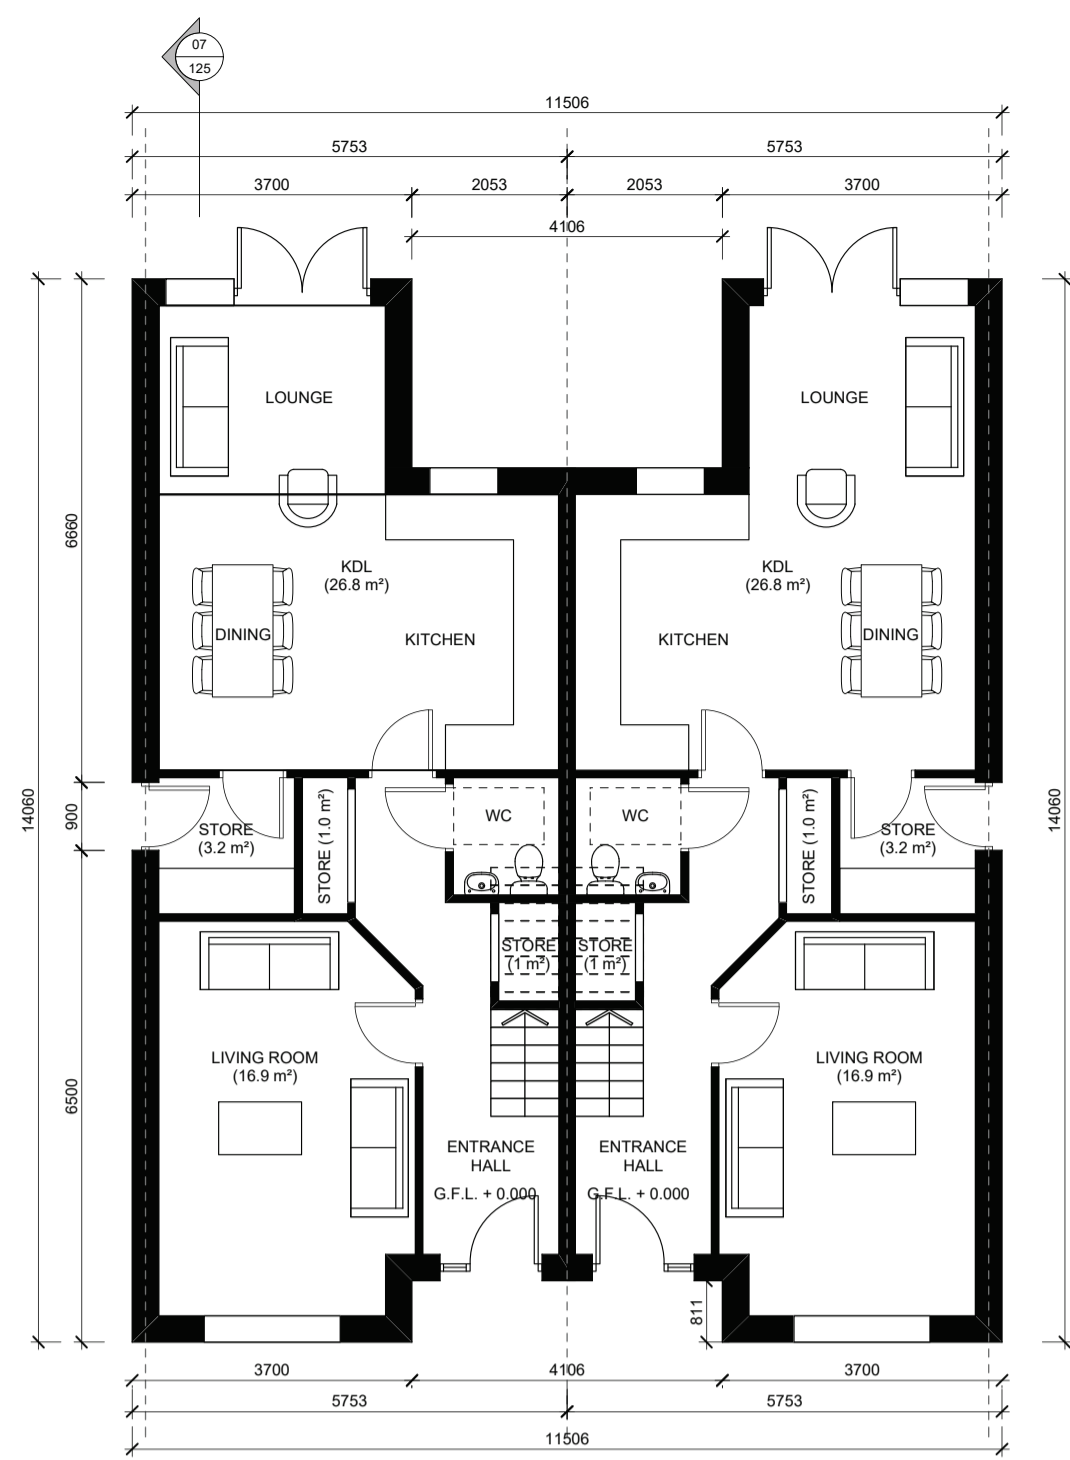 07
125
11506
5753 5753
3700 2053 2053 3700
4106
LOUNGE LOUNGE
6660
KDL
(26.8 m²)
KDL
(26.8 m²)
DINING KITCHEN KITCHEN DINING
14060
900
14060
STORE
(3.2 m²)
STORE (1.0 m²)
WC WC
STORE (1.0 m²)
STORE
(3.2 m²)
STORE
(1 m²)
STORE
(1 m²)
LIVING ROOM
(16.9 m²)
LIVING ROOM
(16.9 m²)
6500
ENTRANCE
HALL
G.F.L. + 0.000
ENTRANCE
HALL
G.F.L. + 0.000
811
3700 4106 3700
5753 5753
11506